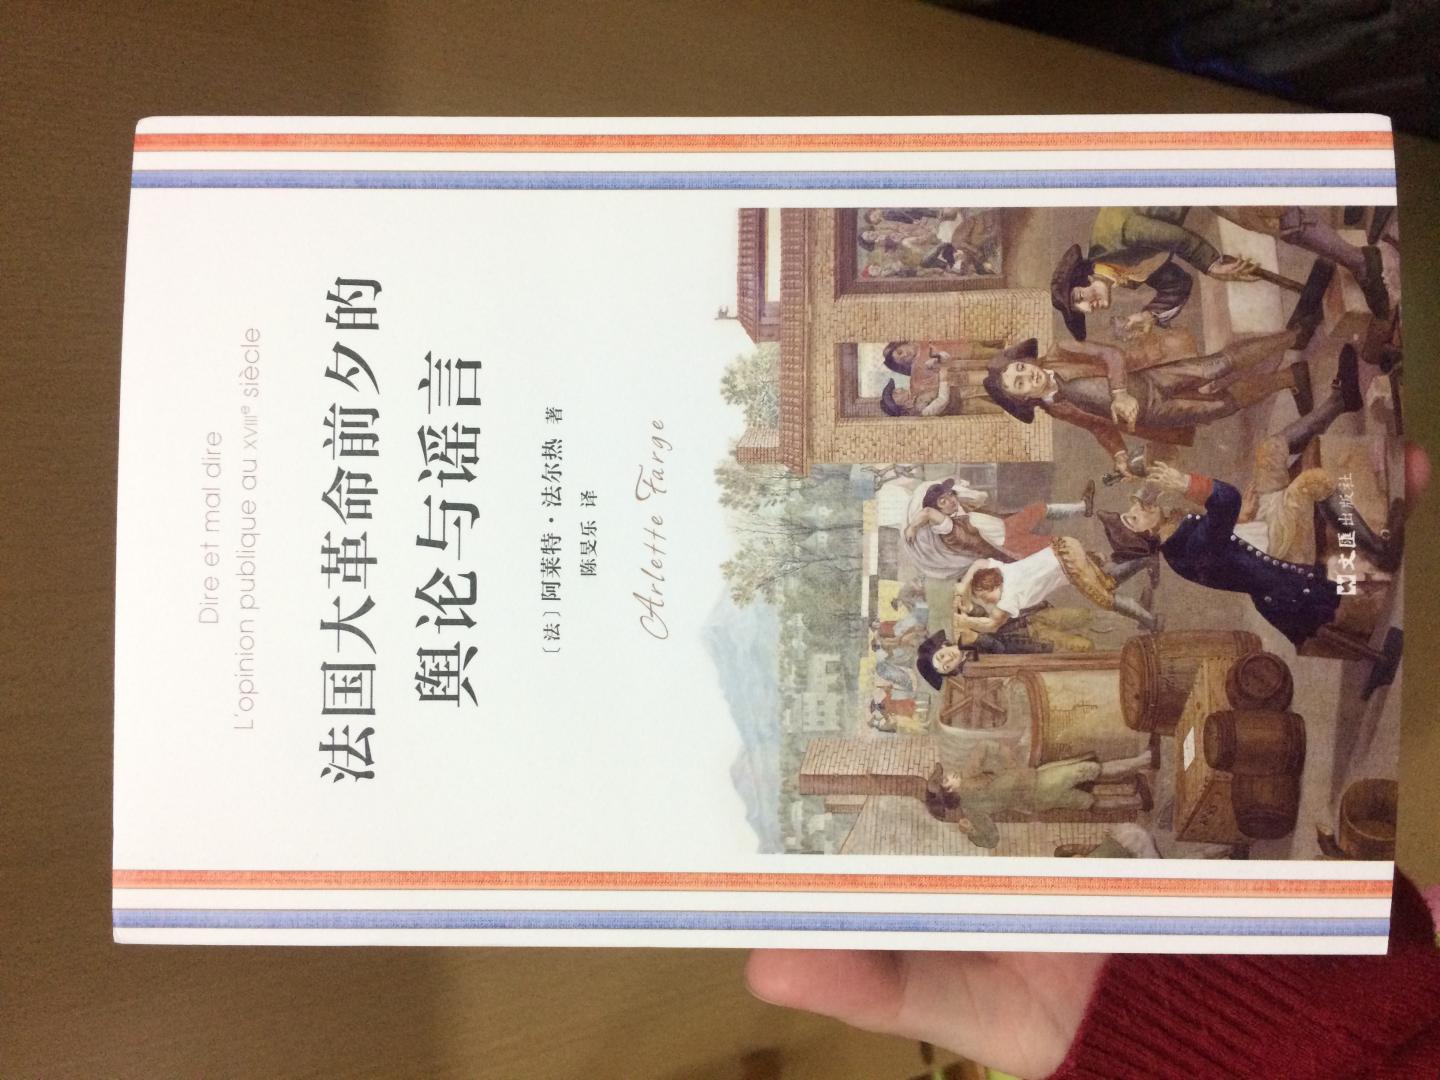 Dire et mal dire
L'opinion publique au XVIIIe siècle
法国大革命前夕的
舆论与谣言
〔法〕阿莱特·法尔热 著
陈旻乐 译
Arlette Farge
文匯出版社